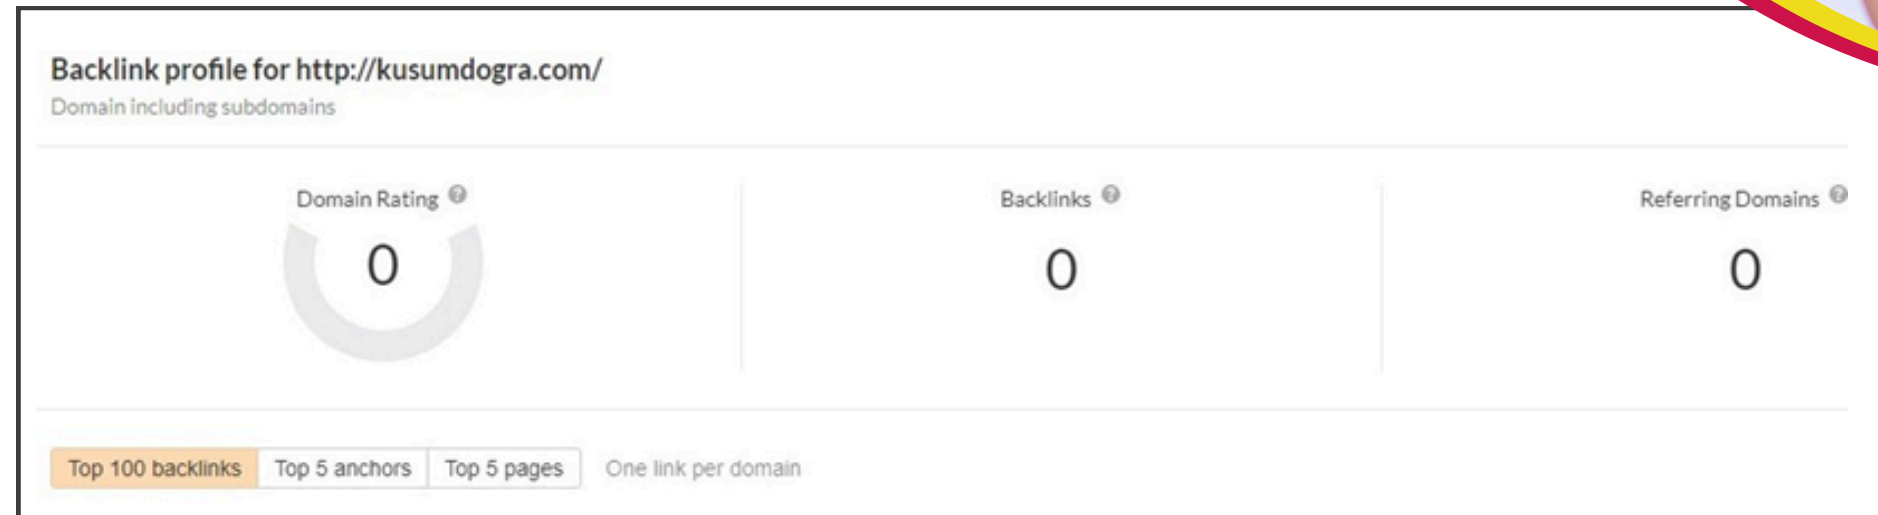 Backlink profile for http://kusumdogra.com/
Domain including subdomains
Domain Rating
0
Backlinks
0
Referring Domains
0
Top 100 backlinks Top 5 anchors Top 5 pages One link per domain